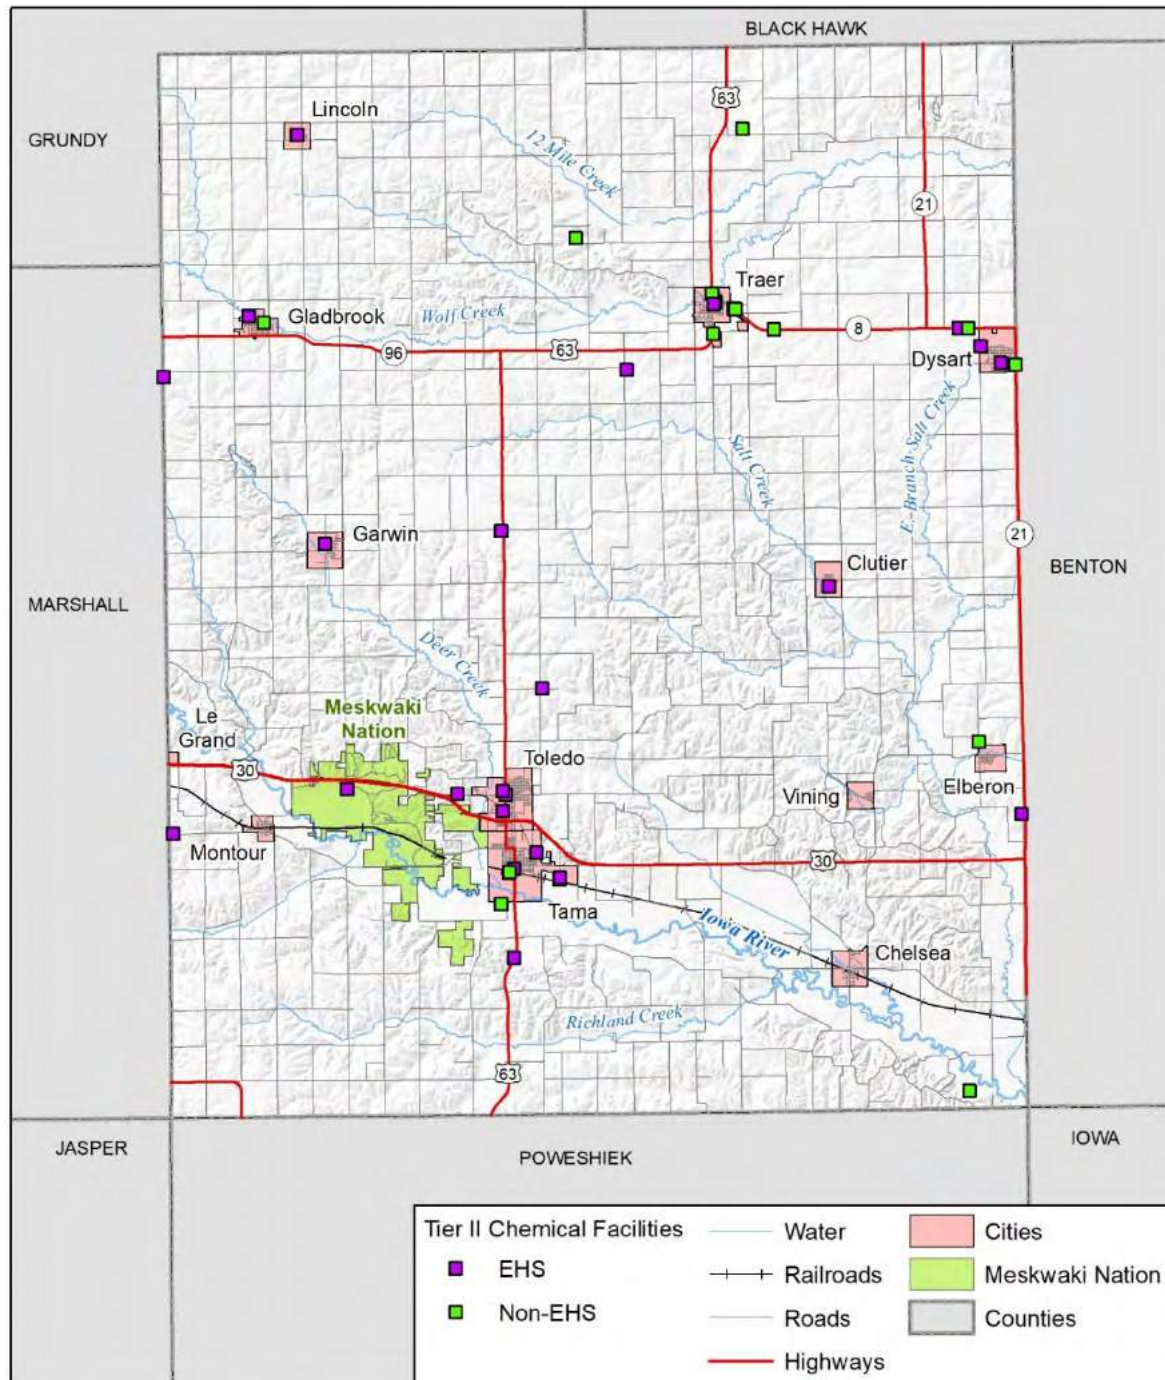 BLACK HAWK
GRUNDY
Lincoln
63
12 Mile Creek
21
Traer
Gladbrook
Wolf Creek
96
63
8
Dysart
Salt Creek
E. Branch Salt Creek
Garwin
21
Clutier
BENTON
MARSHALL
Deer Creek
Meskwaki
Nation
Le
Grand
30
Toledo
Vining
Elberon
Montour
30
Tama
Iowa River
Chelsea
Richland Creek
63
JASPER
POWESHIEK
IOWA
Tier II Chemical Facilities
EHS
Non-EHS
Water
Railroads
Roads
Highways
Cities
Meskwaki Nation
Counties